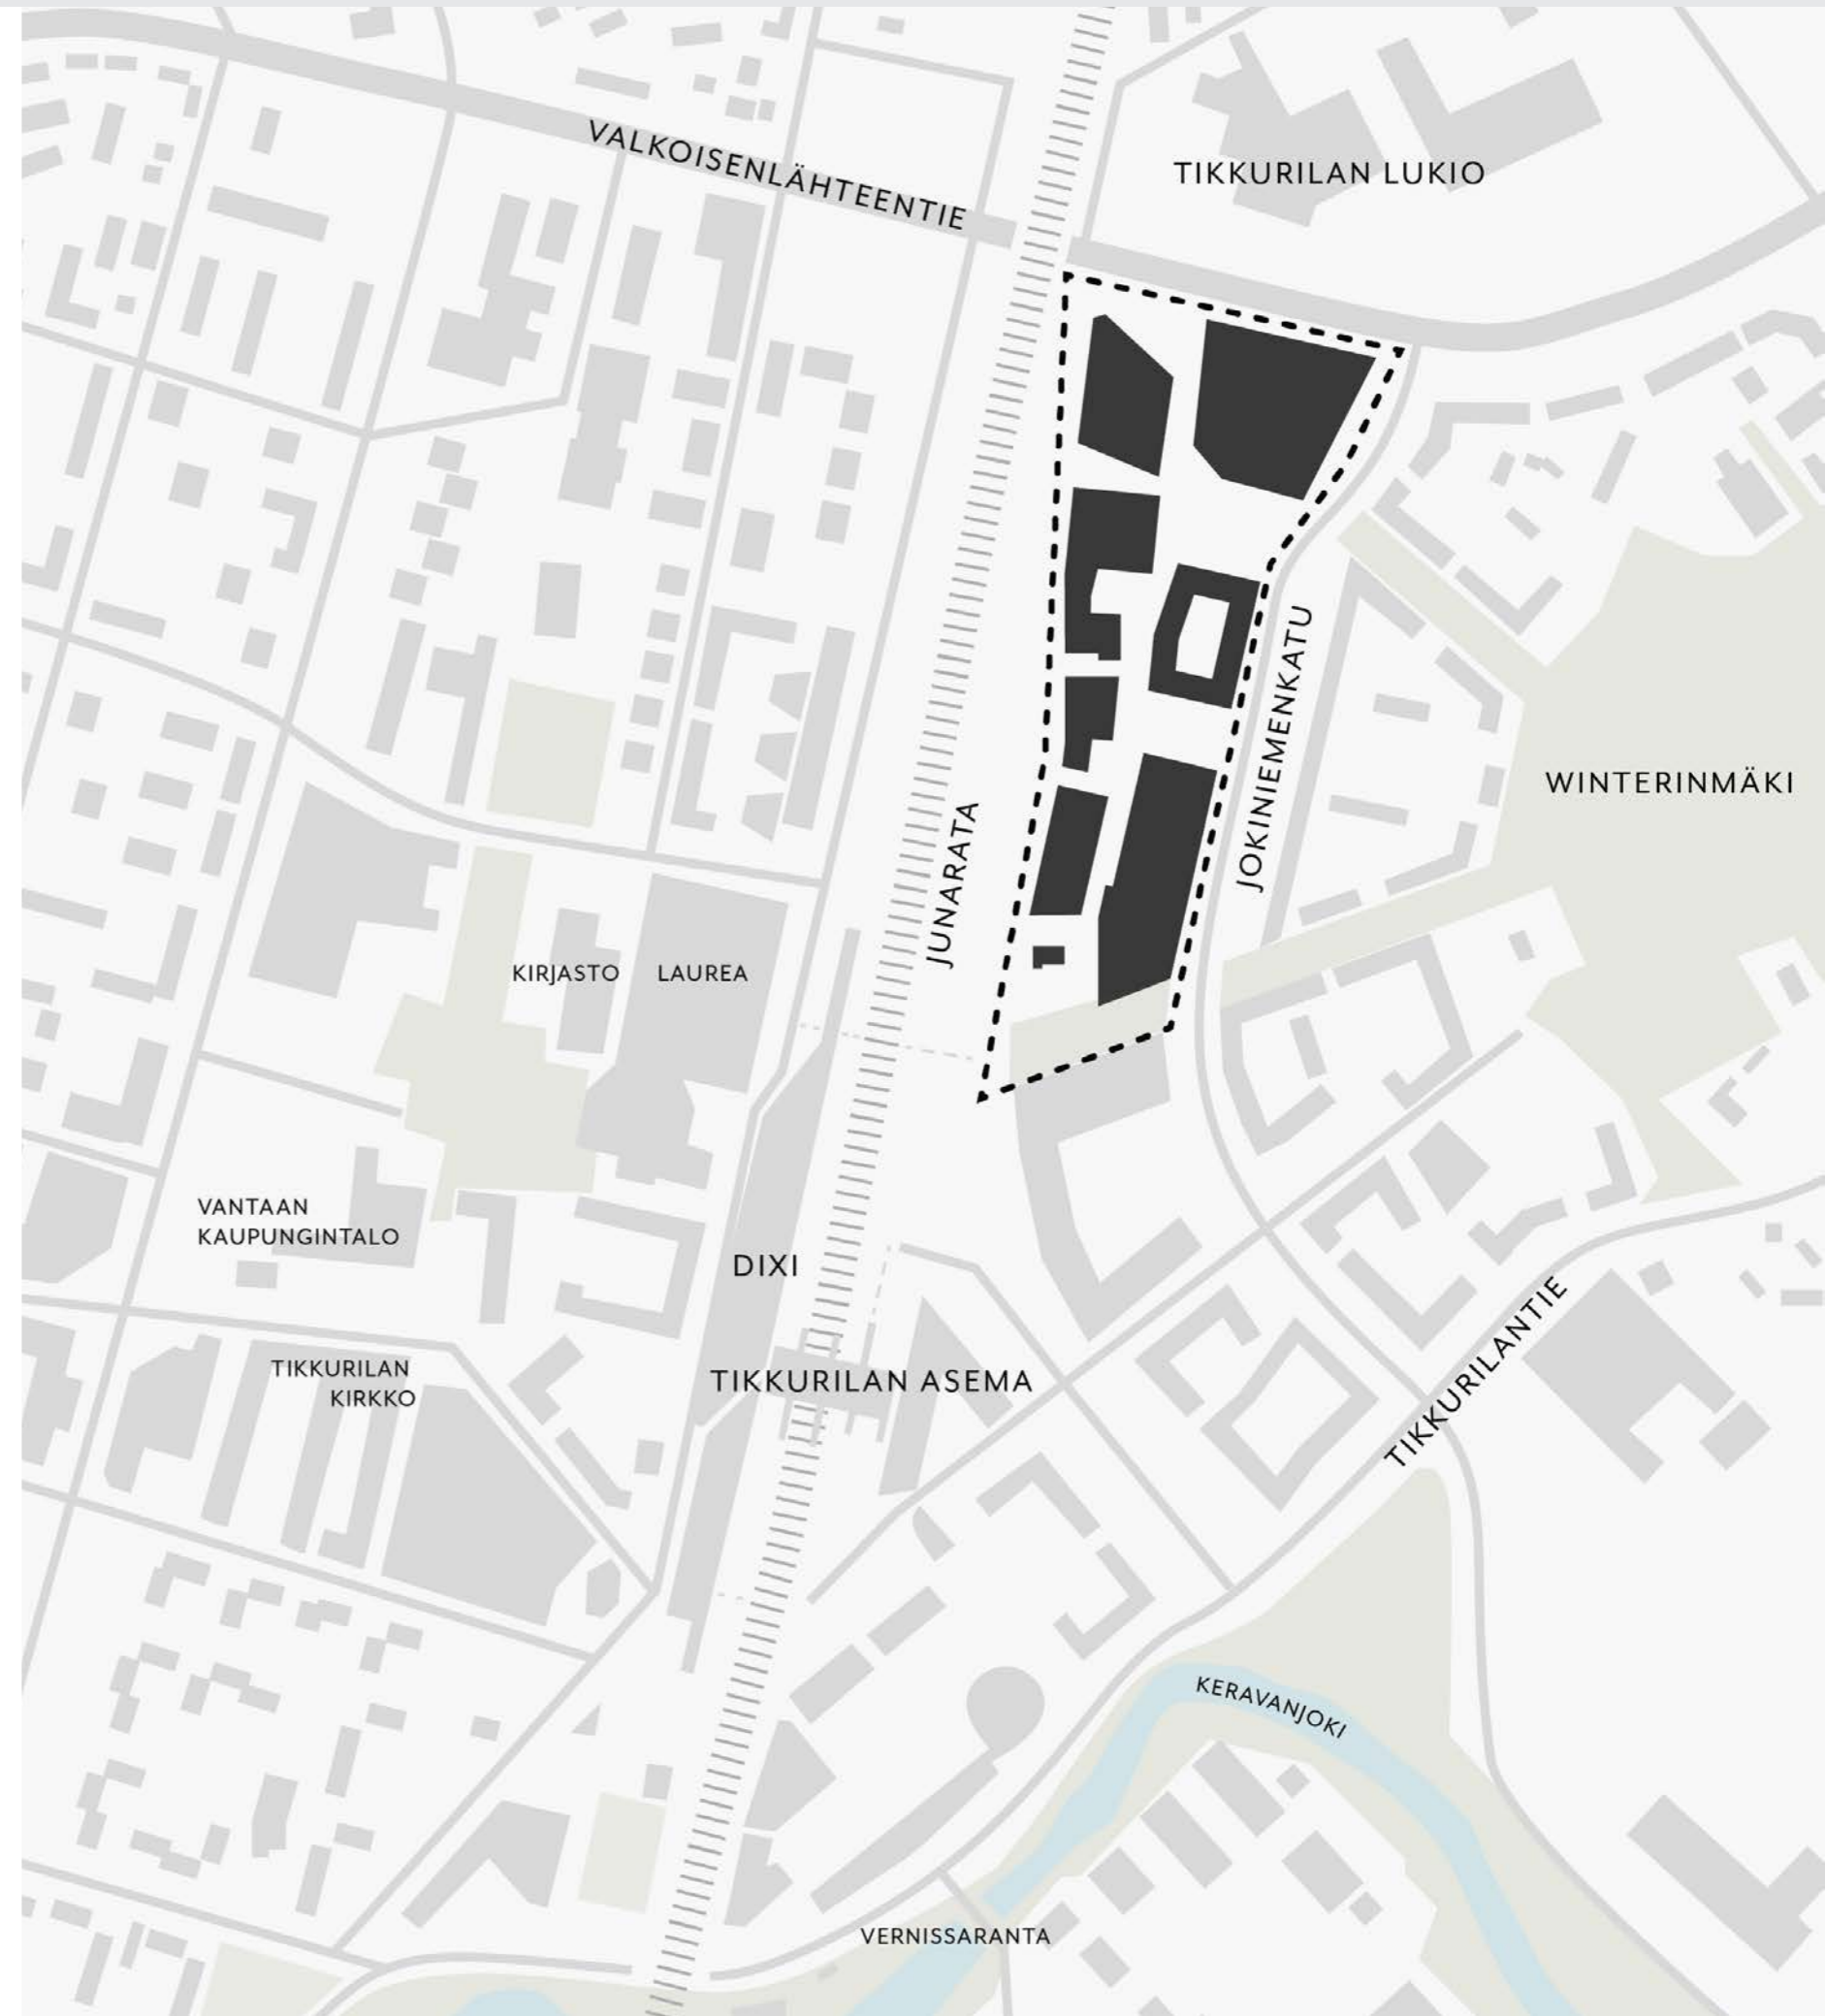 VALKOISENLÄHTEENTIE
TIKKURILAN LUKIO
JOKINIEMENKATU
WINTERINMÄKI
JUNARATA
KIRJASTO
LAUREA
VANTAAN
KAUPUNGINTALO
DIXI
TIKKURILAN
KIRKKO
TIKKURILAN ASEMA
TIKKURILANTIE
KERAVANJOKI
VERNISSARANTA